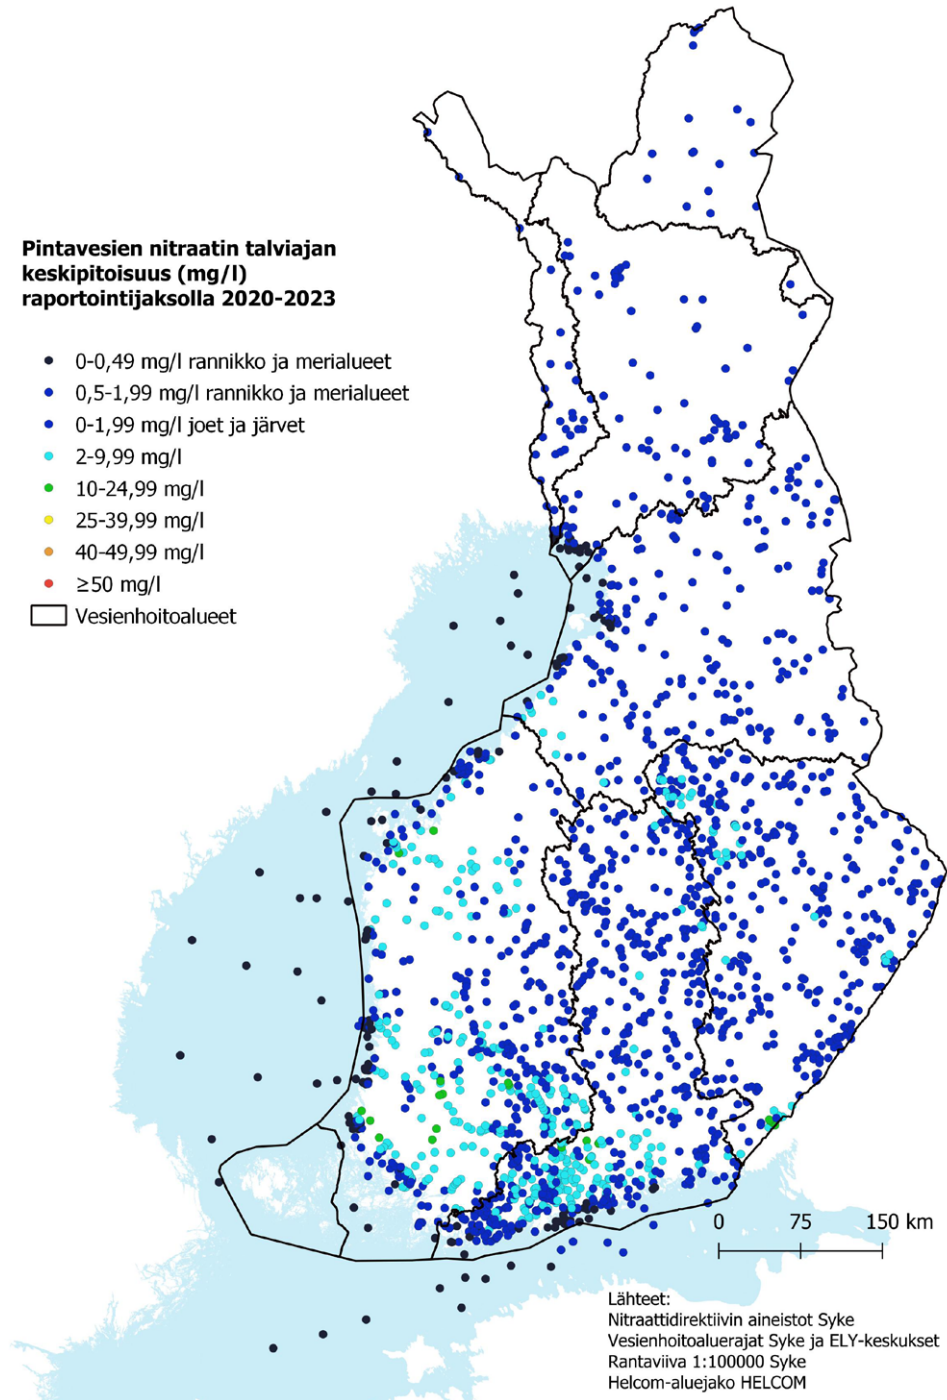 Pintavesien nitraatin talviajan
keskipitoisuus (mg/l)
raportointijaksolla 2020-2023
0-0,49 mg/l rannikko ja merialueet
0,5-1,99 mg/l rannikko ja merialueet
0-1,99 mg/l joet ja järvet
2-9,99 mg/l
10-24,99 mg/l
25-39,99 mg/l
40-49,99 mg/l
≥50 mg/l
Vesienhoitoalueet
0 75 150 km
Lähteet:
Nitraattidirektiivin aineistot Syke
Vesienhoitoaluerajat Syke ja ELY-keskukset
Rantaviiva 1:100000 Syke
Helcom-aluejako HELCOM